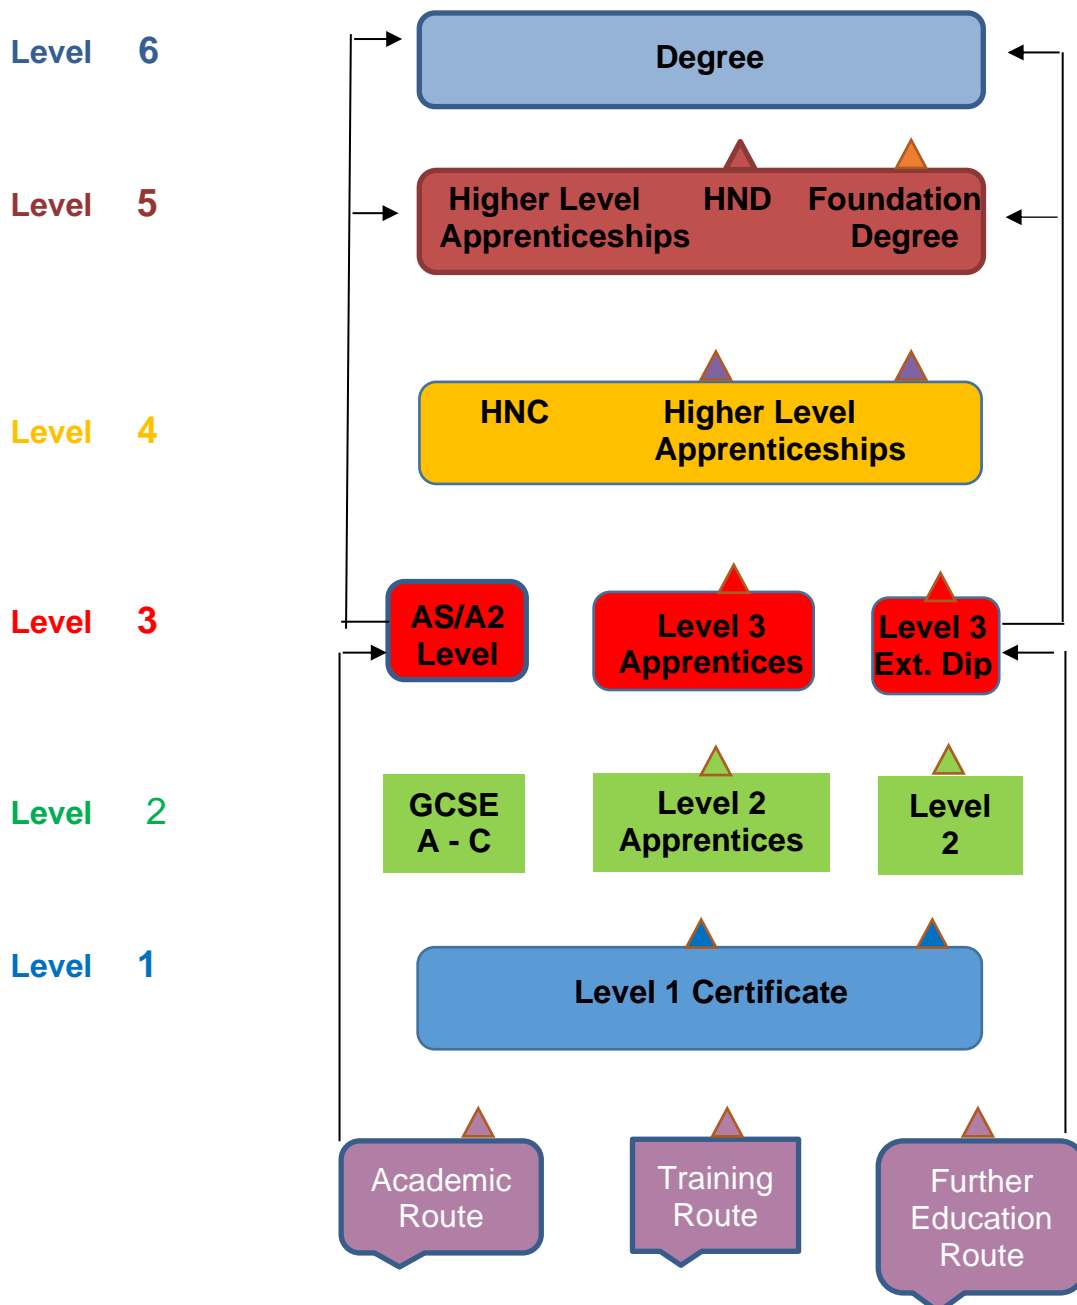 Level 6
Degree
Level 5
Higher Level HND Foundation
Apprenticeships Degree
Level 4
HNC Higher Level
Apprenticeships
Level 3
AS/A2
Level
Level 3
Apprentices
Level 3
Ext. Dip
Level 2
GCSE
A - C
Level 2
Apprentices
Level
2
Level 1
Level 1 Certificate
Academic
Route
Training
Route
Further
Education
Route